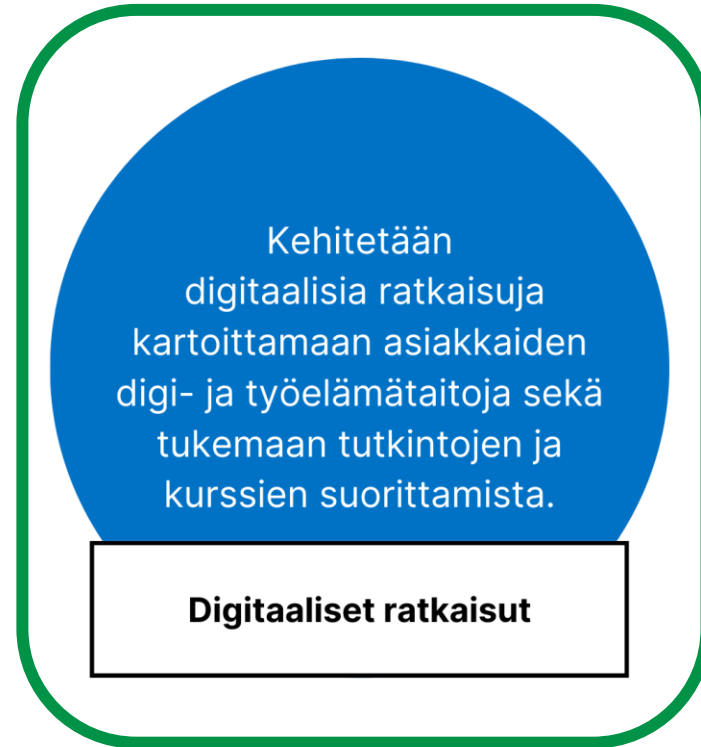 Kehitetään
digitaalisia ratkaisuja
kartoittamaan asiakkaiden
digi- ja työelämätaitoja sekä
tukemaan tutkintojen ja
kurssien suorittamista.
Digitaaliset ratkaisut